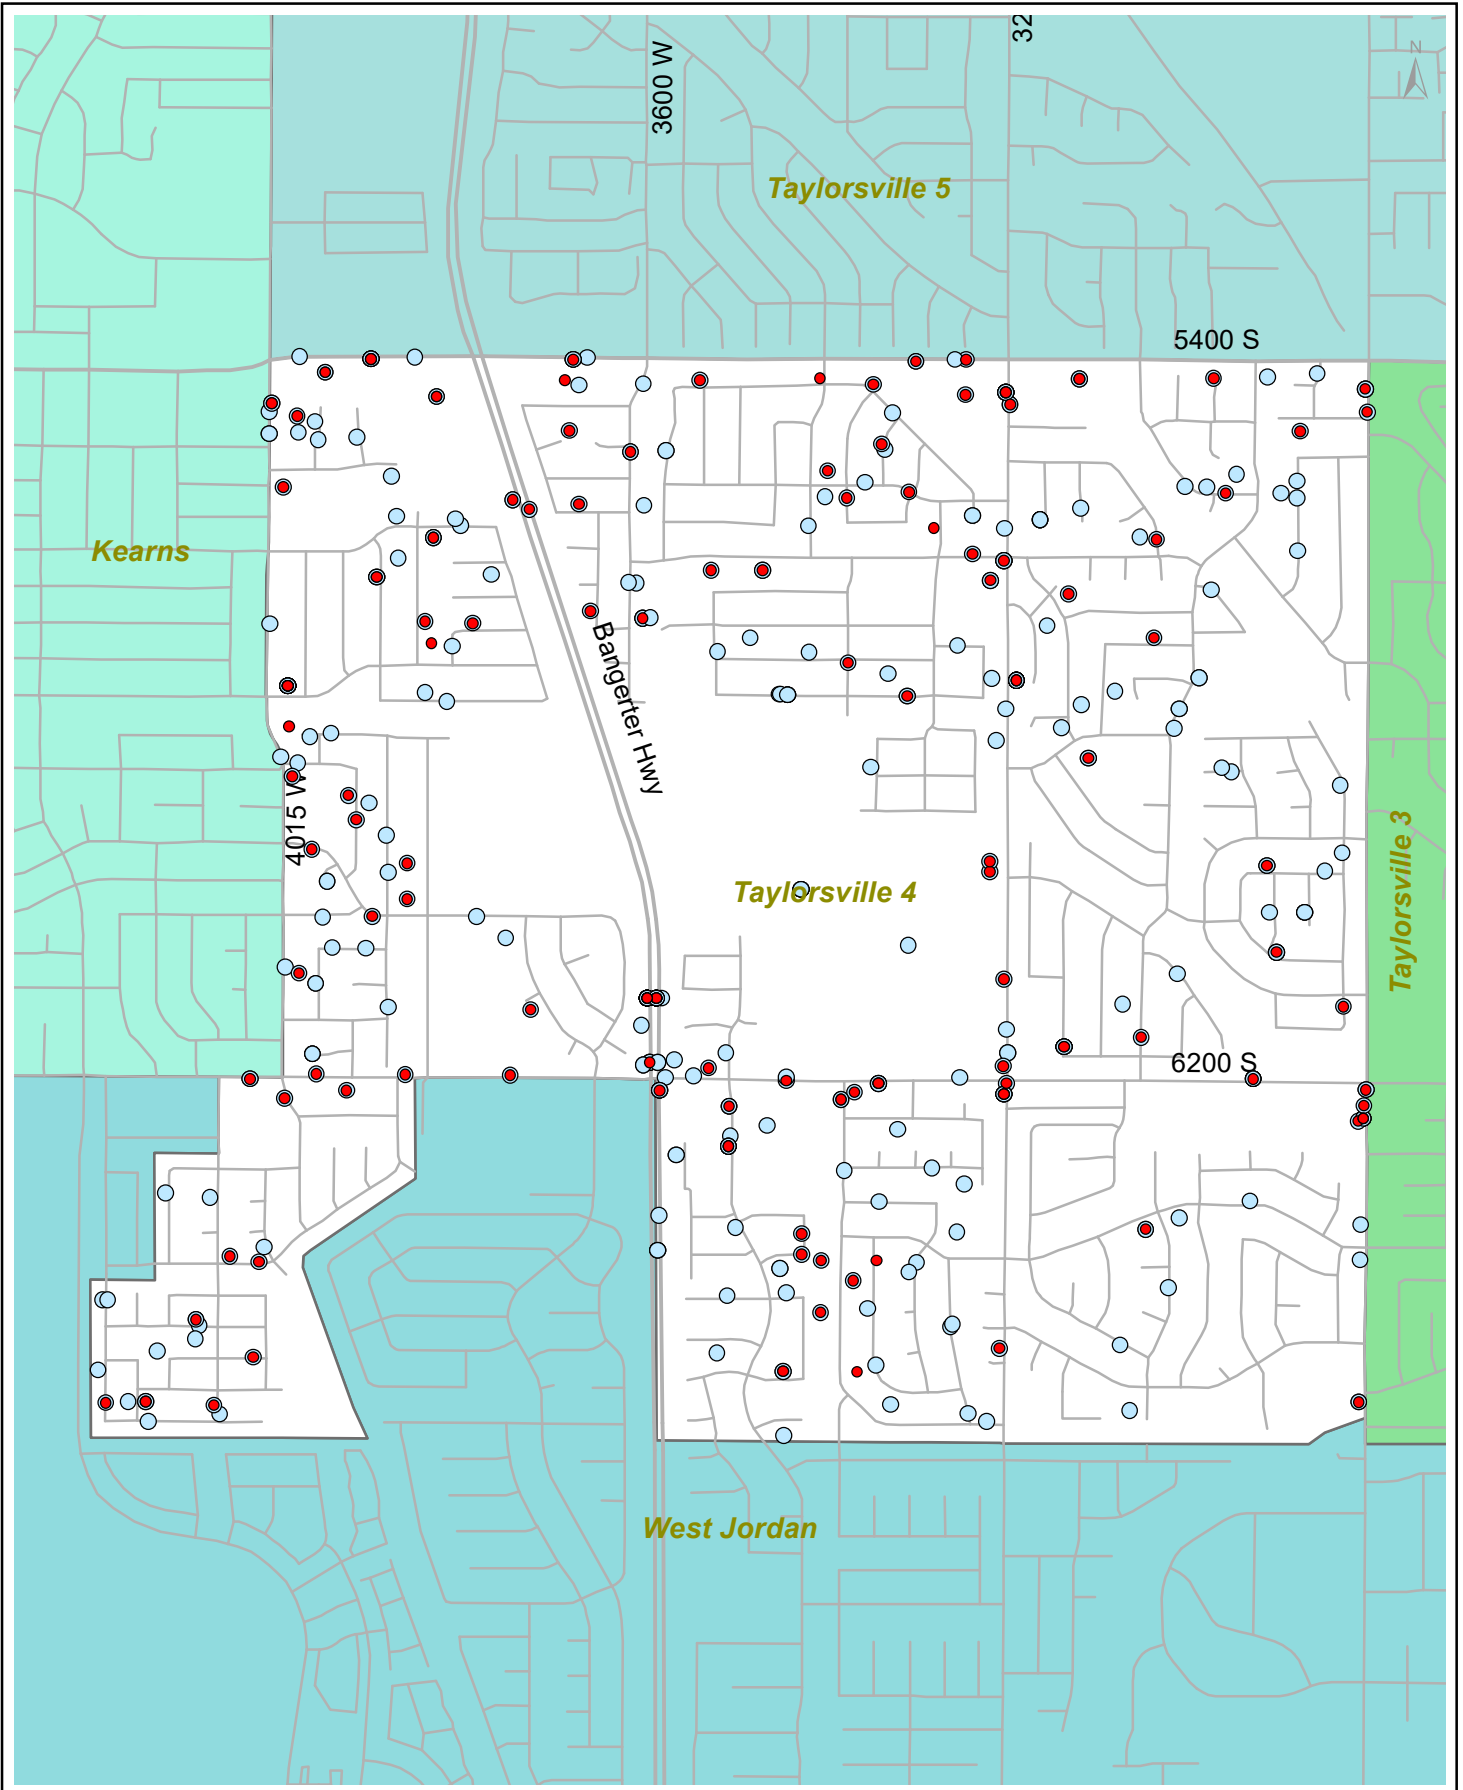 32
N
3600 W
Taylorsville 5
5400 S
Kearns
Bangerter Hwy
4015 W
Taylorsville 3
Taylorsville 4
6200 S
West Jordan